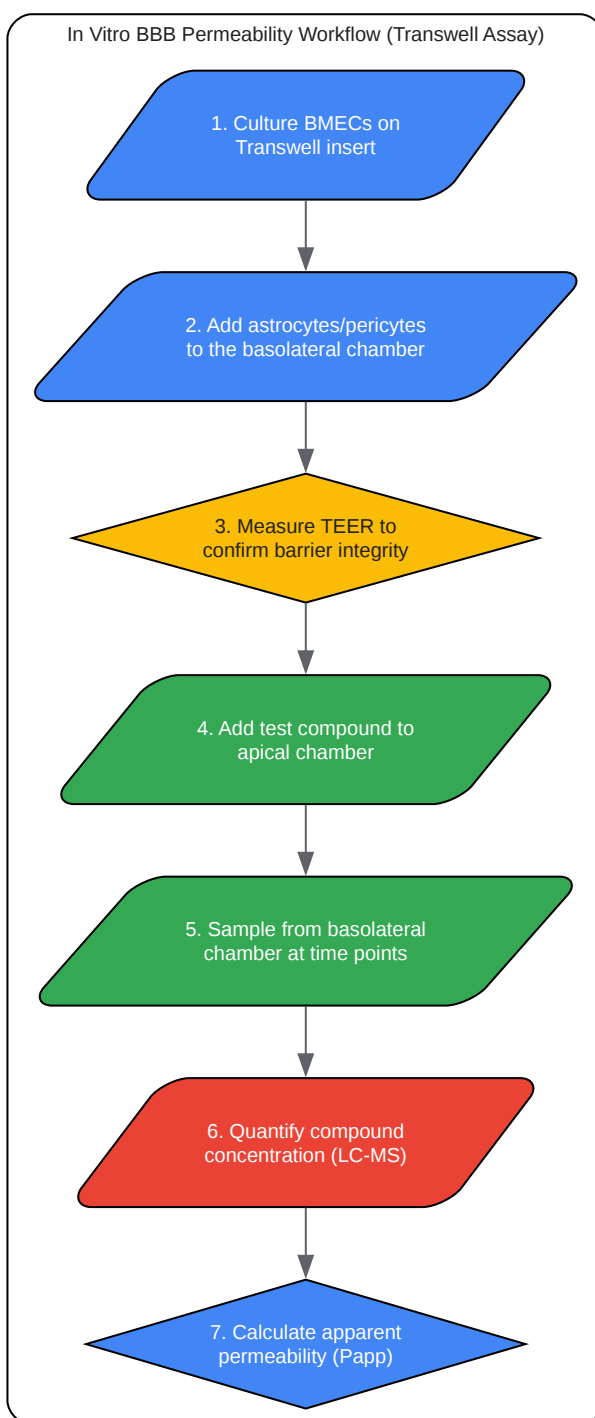 In Vitro BBB Permeability Workflow (Transwell Assay)
1. Culture BMECs on
Transwell insert
2. Add astrocytes/pericytes
to the basolateral chamber
3. Measure TEER to
confirm barrier integrity
4. Add test compound to
apical chamber
5. Sample from basolateral
chamber at time points
6. Quantify compound
concentration (LC-MS)
7. Calculate apparent
permeability (Papp)